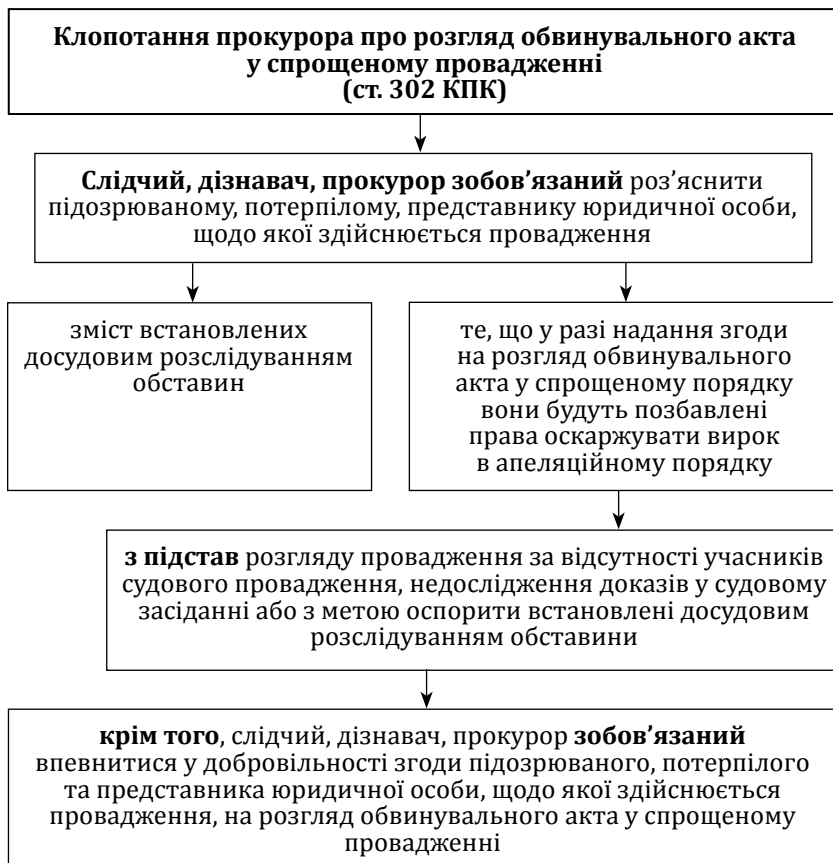 Клопотання прокурора про розгляд обвинувального акта
у спрощеному провадженні
(ст. 302 КПК)
Слідчий, дізнавач, прокурор зобов'язаний роз'яснити
підозрюваному, потерпілому, представнику юридичної особи,
щодо якої здійснюється провадження
зміст встановлених
досудовим розслідуванням
обставин
те, що у разі надання згоди
на розгляд обвинувального
акта у спрощеному порядку
вони будуть позбавлені
права оскаржувати вирок
в апеляційному порядку
з підстав розгляду провадження за відсутності учасників
судового провадження, недослідження доказів у судовому
засіданні або з метою оспорити встановлені досудовим
розслідуванням обставини
крім того, слідчий, дізнавач, прокурор зобов'язаний
впевнитися у добровільності згоди підозрюваного, потерпілого
та представника юридичної особи, щодо якої здійснюється
провадження, на розгляд обвинувального акта у спрощеному
провадженні